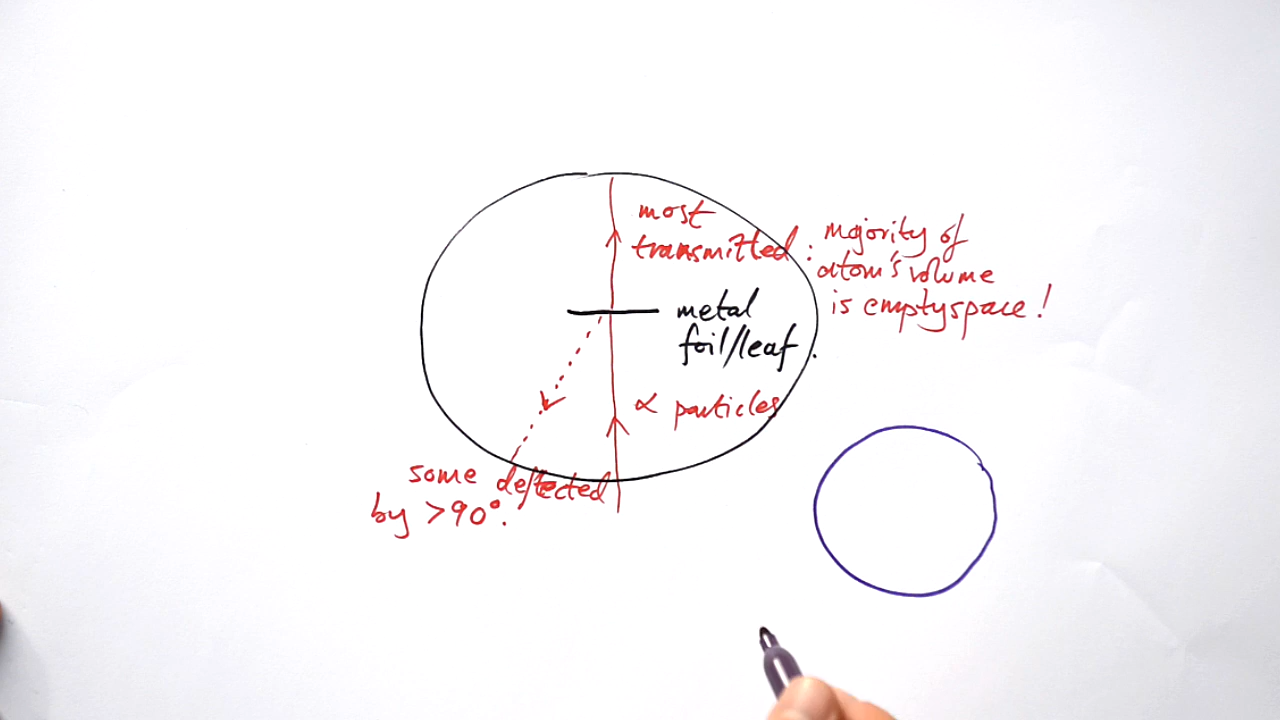 most
transmitted :
majority of
atom's volume
is empty space !
metal
foil/leaf .
∝ particles
some deflected
by >90°.